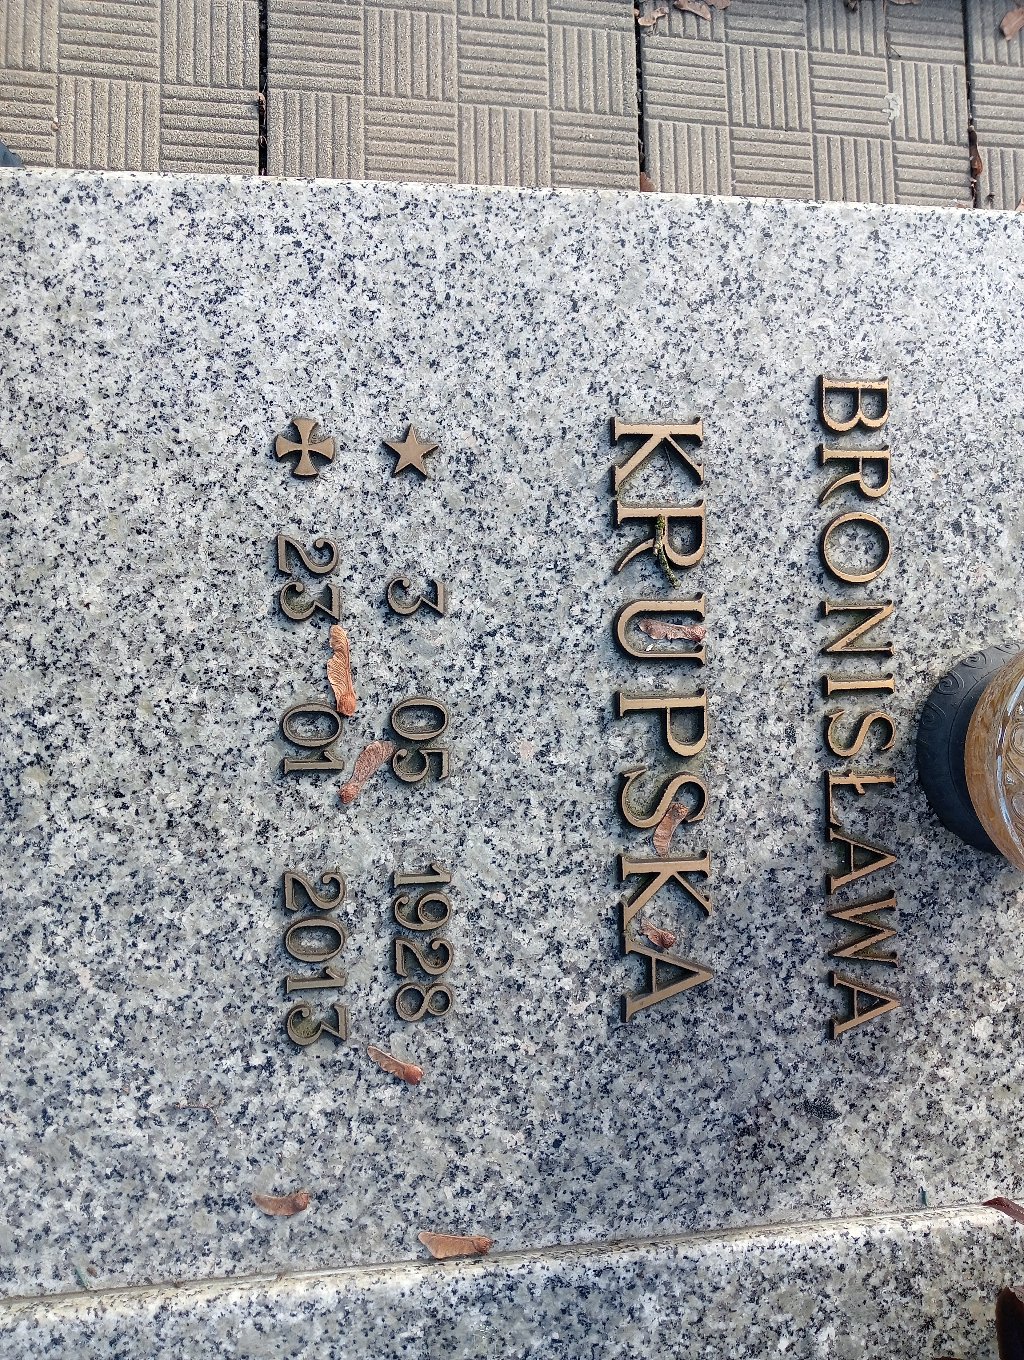 BRONISŁAWA
KRUPSKA
★ 3 05 1928
✠ 23 01 2013